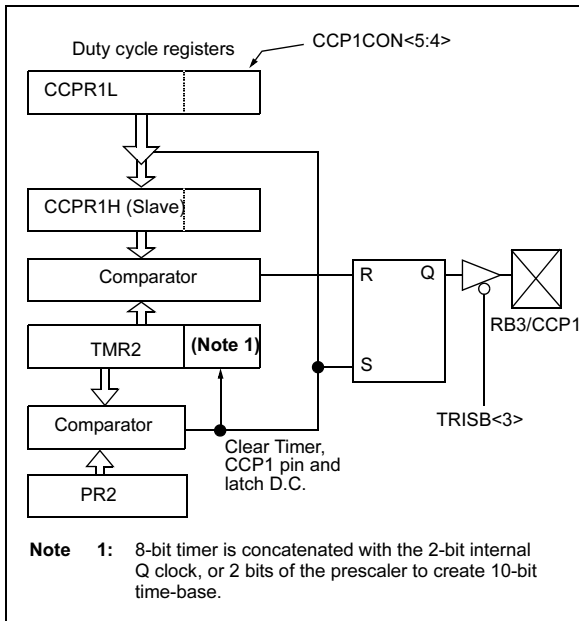 Duty cycle registers
CCP1CON<5:4>
CCPR1L
CCPR1H (Slave)
Comparator
R
Q
RB3/CCP1
TMR2
(Note 1)
S
Comparator
TRISB<3>
Clear Timer,
CCP1 pin and
latch D.C.
PR2
Note 1: 8-bit timer is concatenated with the 2-bit internal
Q clock, or 2 bits of the prescaler to create 10-bit
time-base.